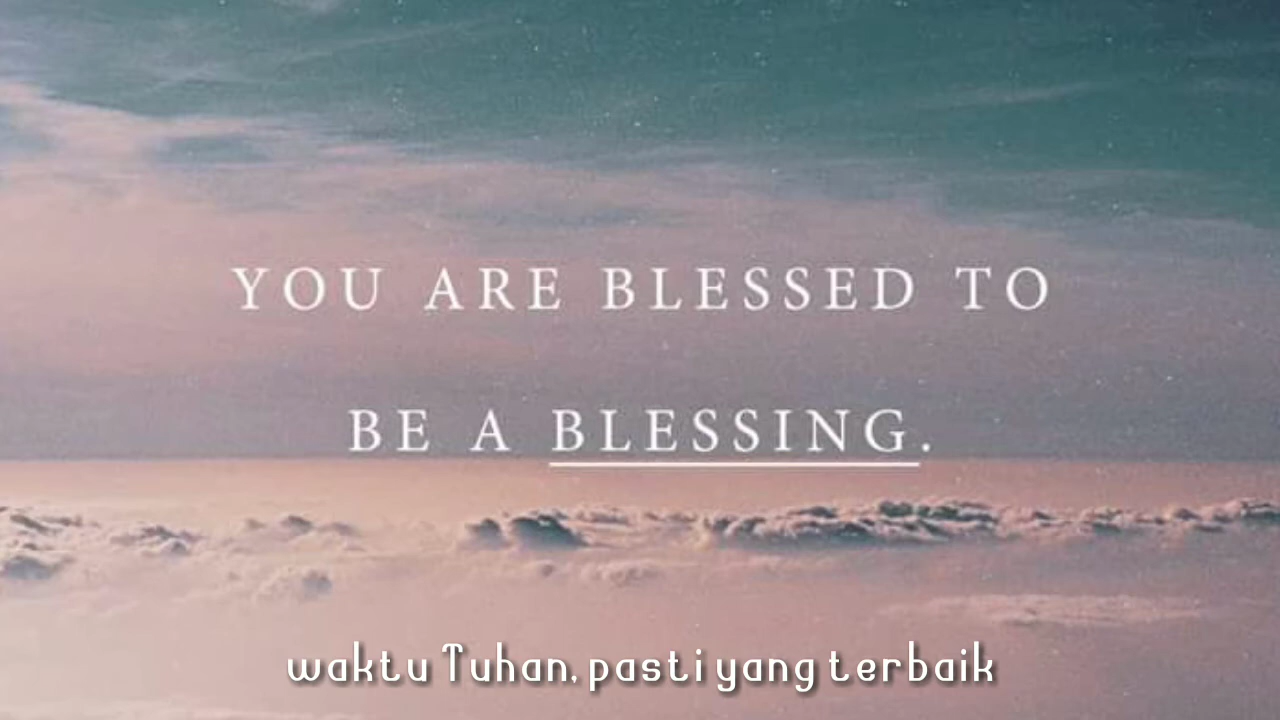 YOU ARE BLESSED TO
BE A BLESSING.
waktu Tuhan, pasti yang terbaik